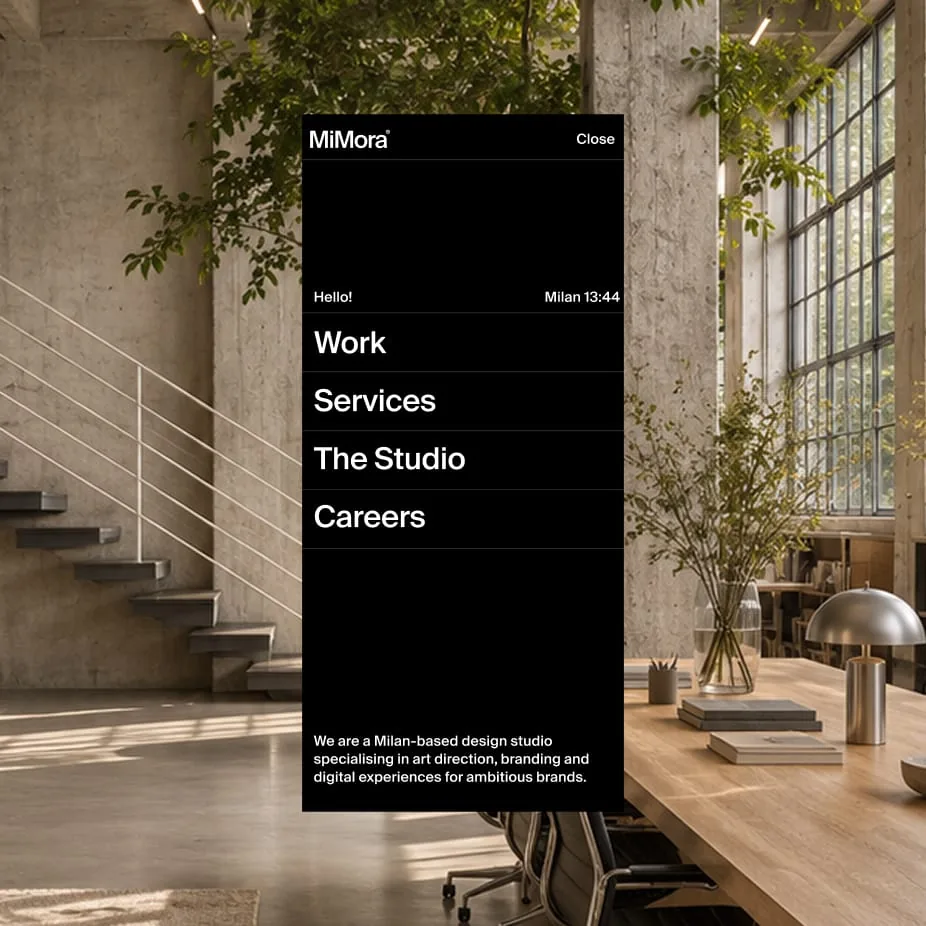 MiMora®
Close
Hello!
Milan 13:44
Work
Services
The Studio
Careers
We are a Milan-based design studio
specialising in art direction, branding and
digital experiences for ambitious brands.